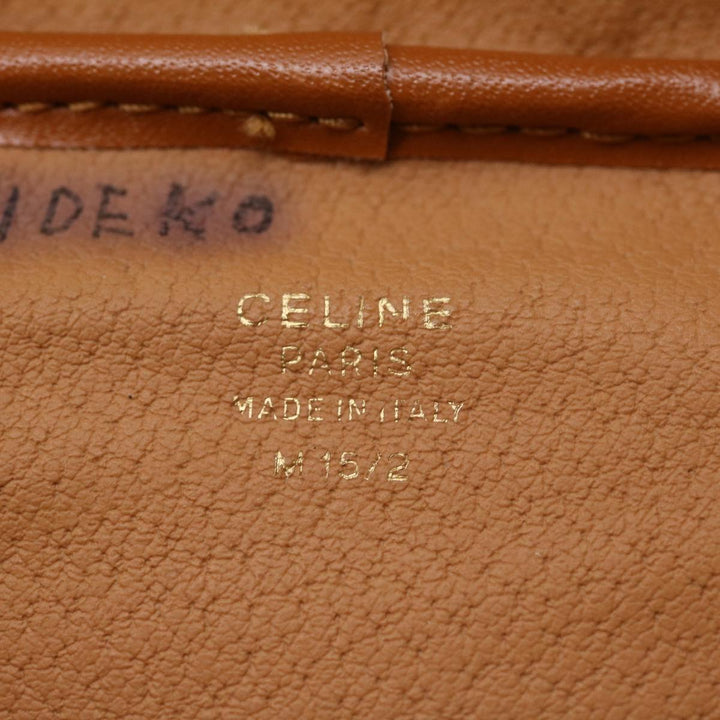 IDEKO
CELINE
PARIS
MADE IN ITALY
M 15/2